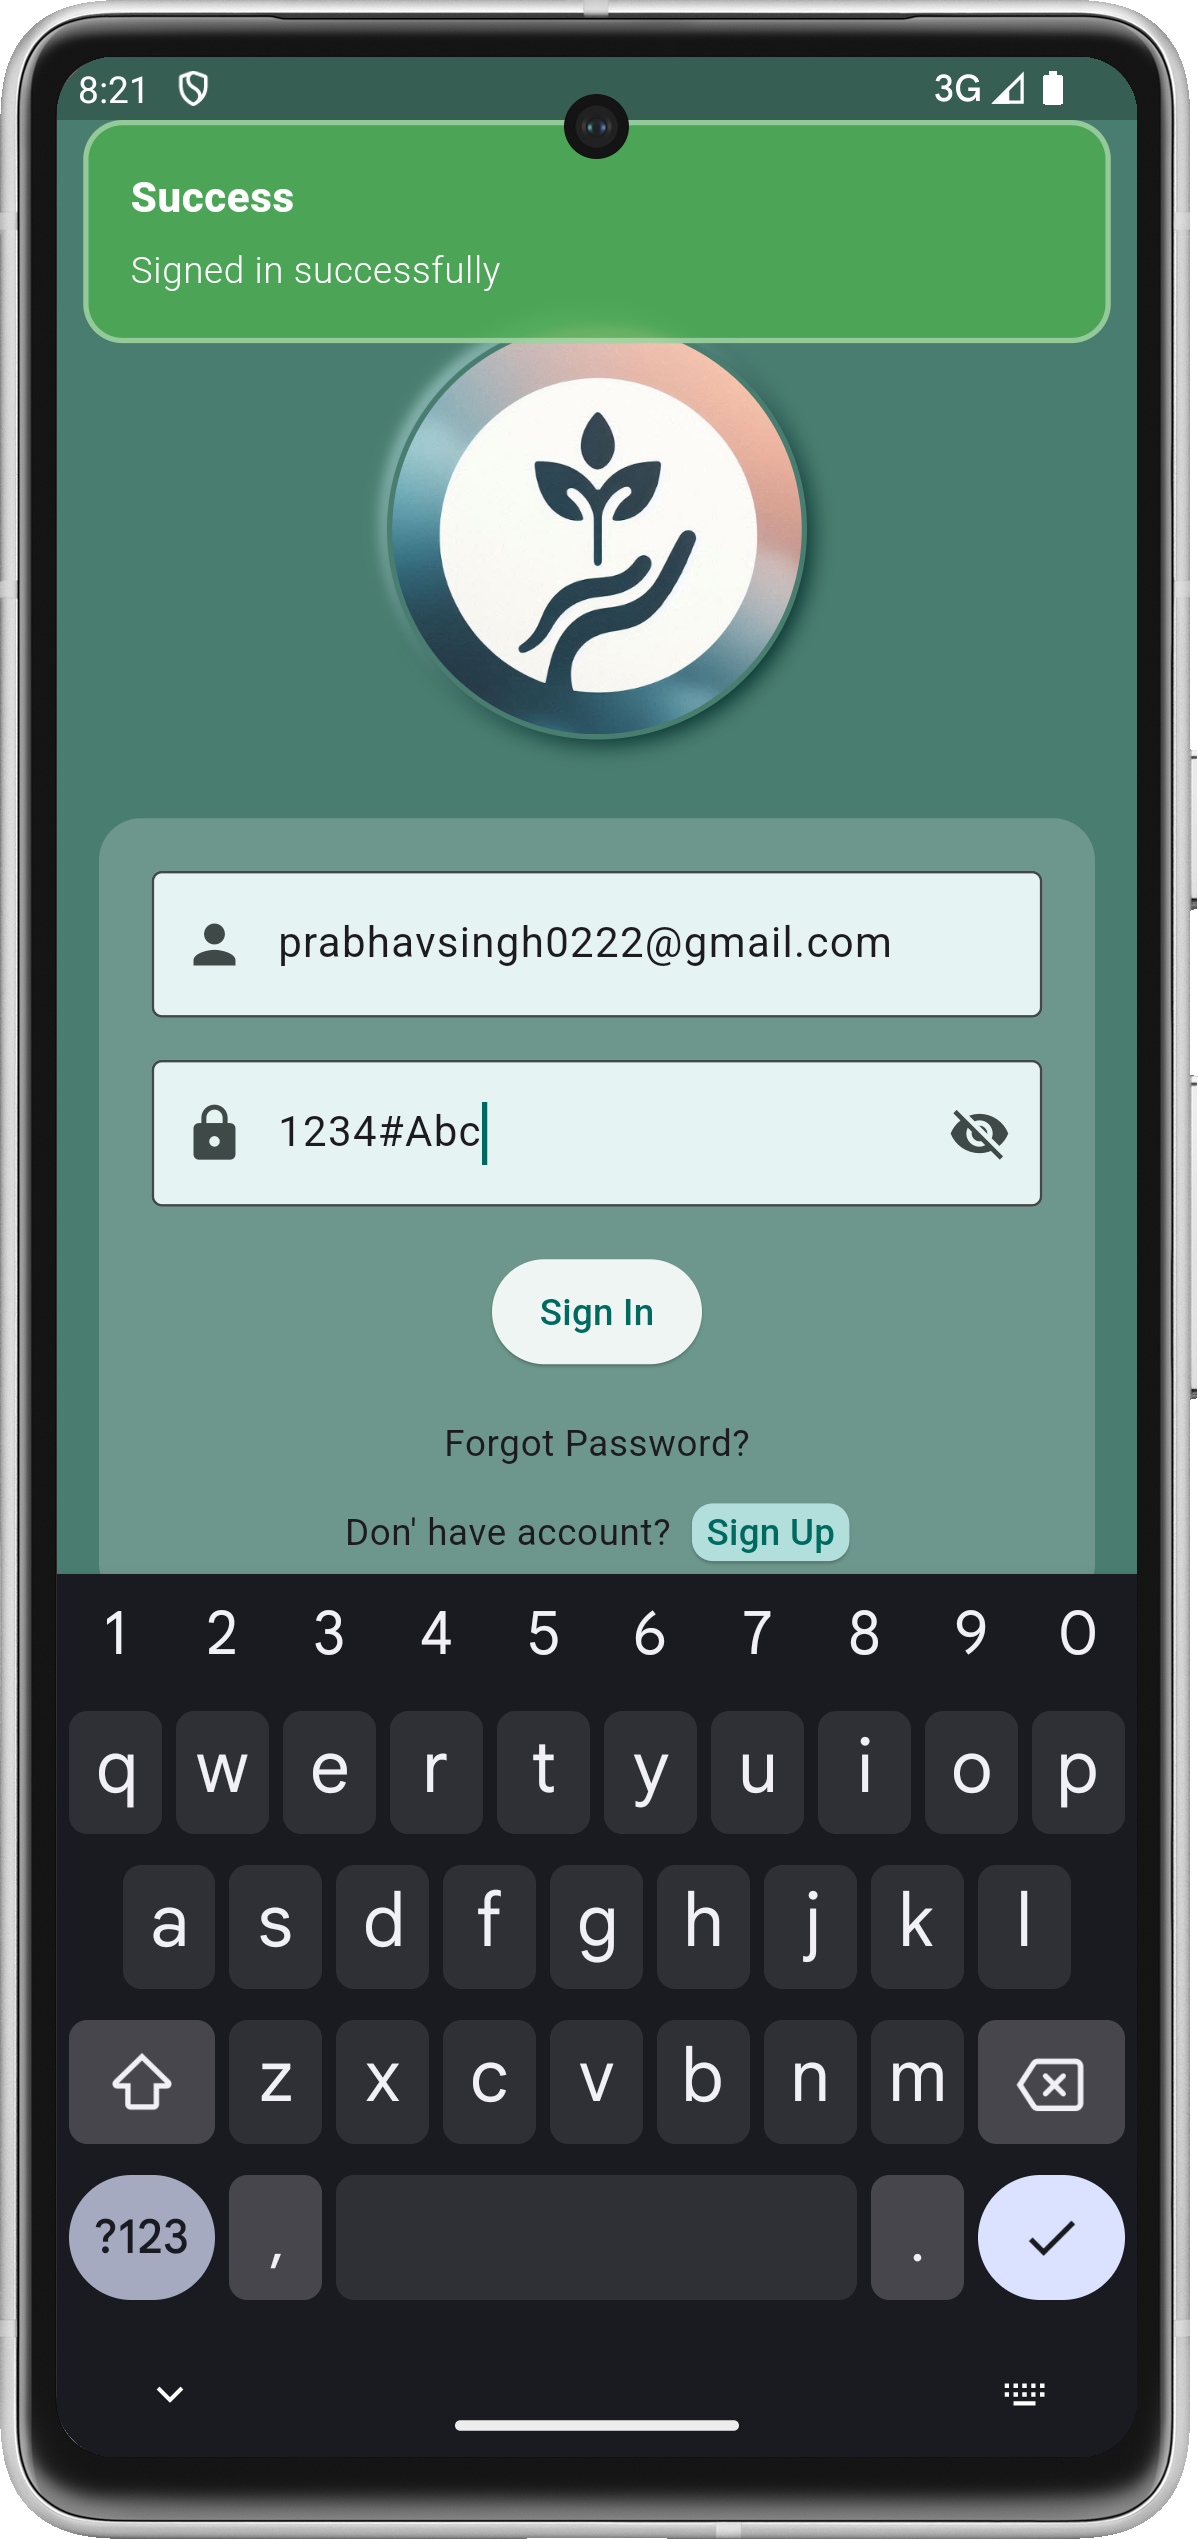 8:21 3G
Success
Signed in successfully
prabhavsingh0222@gmail.com
1234#Abc
Sign In
Forgot Password?
Don' have account? Sign Up
1 2 3 4 5 6 7 8 9 0
q w e r t y u i o p
a s d f g h j k l
z x c v b n m
?123 , .